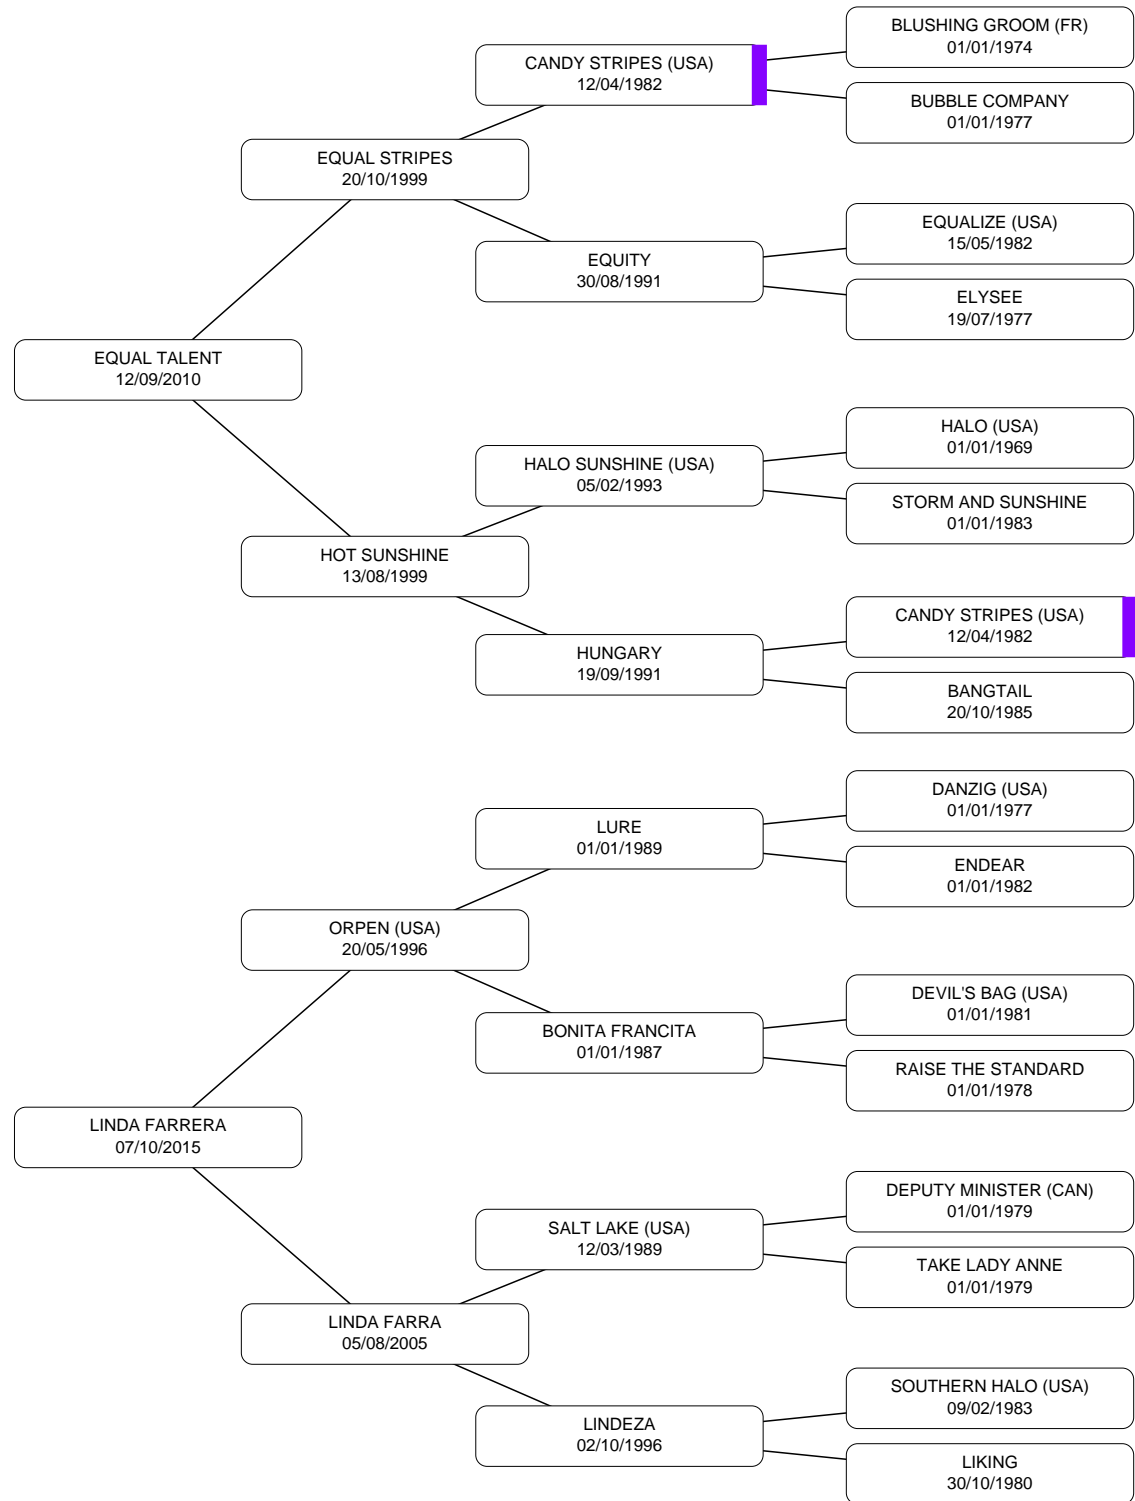 BLUSHING GROOM (FR)
01/01/1974
CANDY STRIPES (USA)
12/04/1982
BUBBLE COMPANY
01/01/1977
EQUAL STRIPES
20/10/1999
EQUALIZE (USA)
15/05/1982
EQUITY
30/08/1991
ELYSEE
19/07/1977
EQUAL TALENT
12/09/2010
HALO (USA)
01/01/1969
HALO SUNSHINE (USA)
05/02/1993
STORM AND SUNSHINE
01/01/1983
HOT SUNSHINE
13/08/1999
CANDY STRIPES (USA)
12/04/1982
HUNGARY
19/09/1991
BANGTAIL
20/10/1985
DANZIG (USA)
01/01/1977
LURE
01/01/1989
ENDEAR
01/01/1982
ORPEN (USA)
20/05/1996
DEVIL'S BAG (USA)
01/01/1981
BONITA FRANCITA
01/01/1987
RAISE THE STANDARD
01/01/1978
LINDA FARRERA
07/10/2015
DEPUTY MINISTER (CAN)
01/01/1979
SALT LAKE (USA)
12/03/1989
TAKE LADY ANNE
01/01/1979
LINDA FARRA
05/08/2005
SOUTHERN HALO (USA)
09/02/1983
LINDEZA
02/10/1996
LIKING
30/10/1980